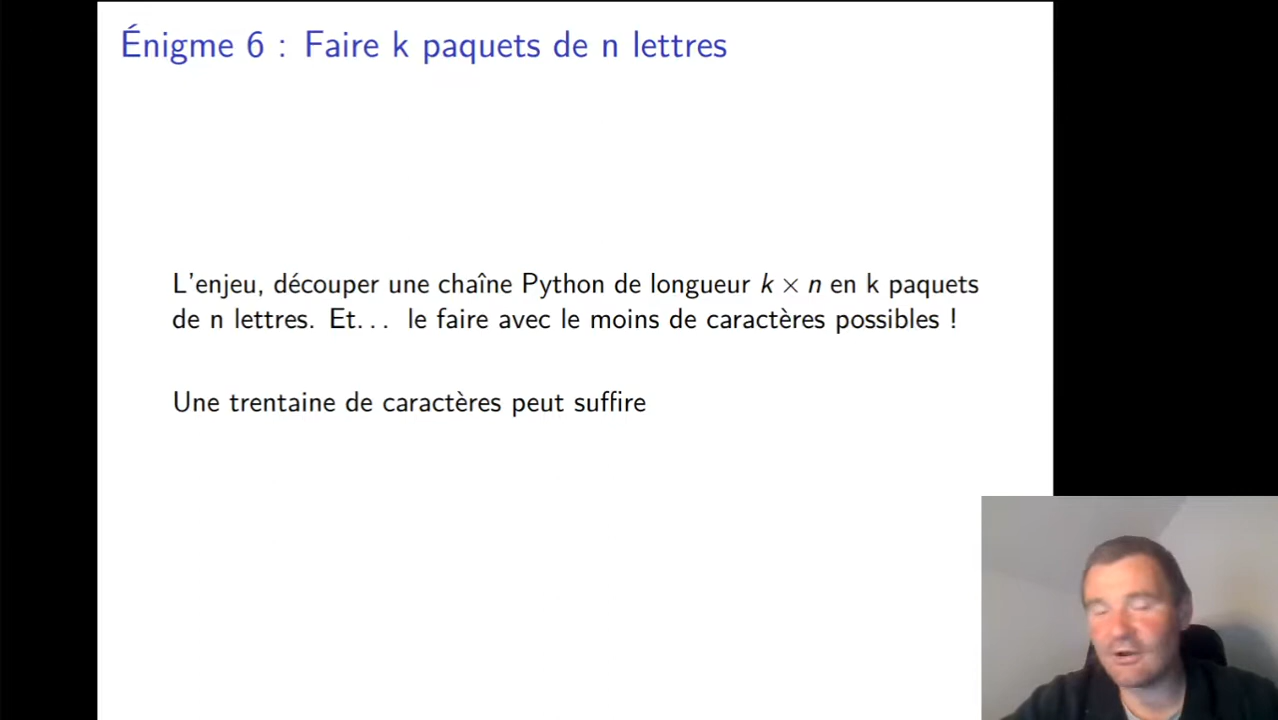 Énigme 6 : Faire k paquets de n lettres
L'enjeu, découper une chaîne Python de longueur k × n en k paquets
de n lettres. Et... le faire avec le moins de caractères possibles !
Une trentaine de caractères peut suffire